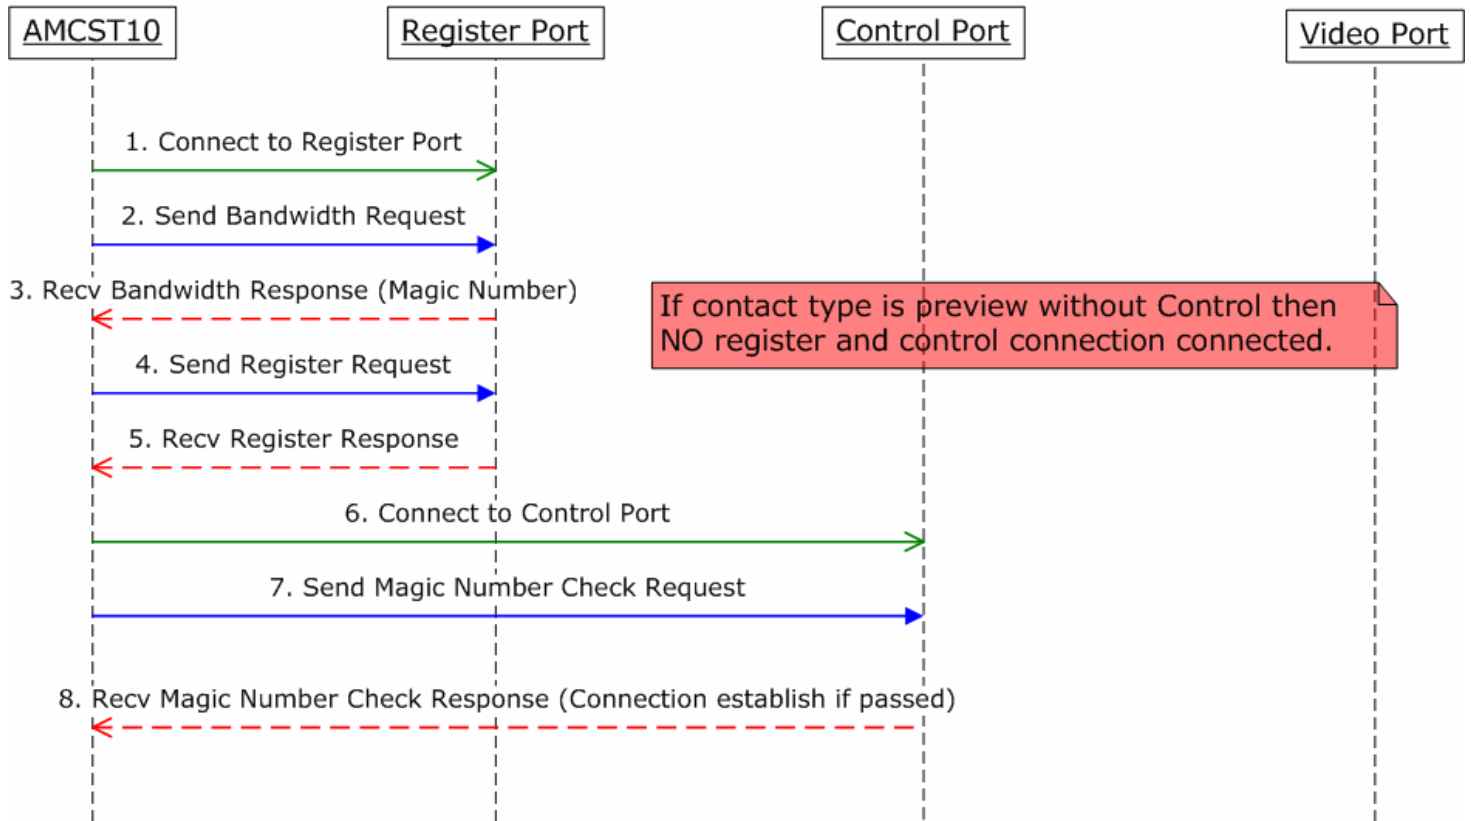 AMCST10
Register Port
Control Port
Video Port
1. Connect to Register Port
2. Send Bandwidth Request
3. Recv Bandwidth Response (Magic Number)
If contact type is preview without Control then
NO register and control connection connected.
4. Send Register Request
5. Recv Register Response
6. Connect to Control Port
7. Send Magic Number Check Request
8. Recv Magic Number Check Response (Connection establish if passed)